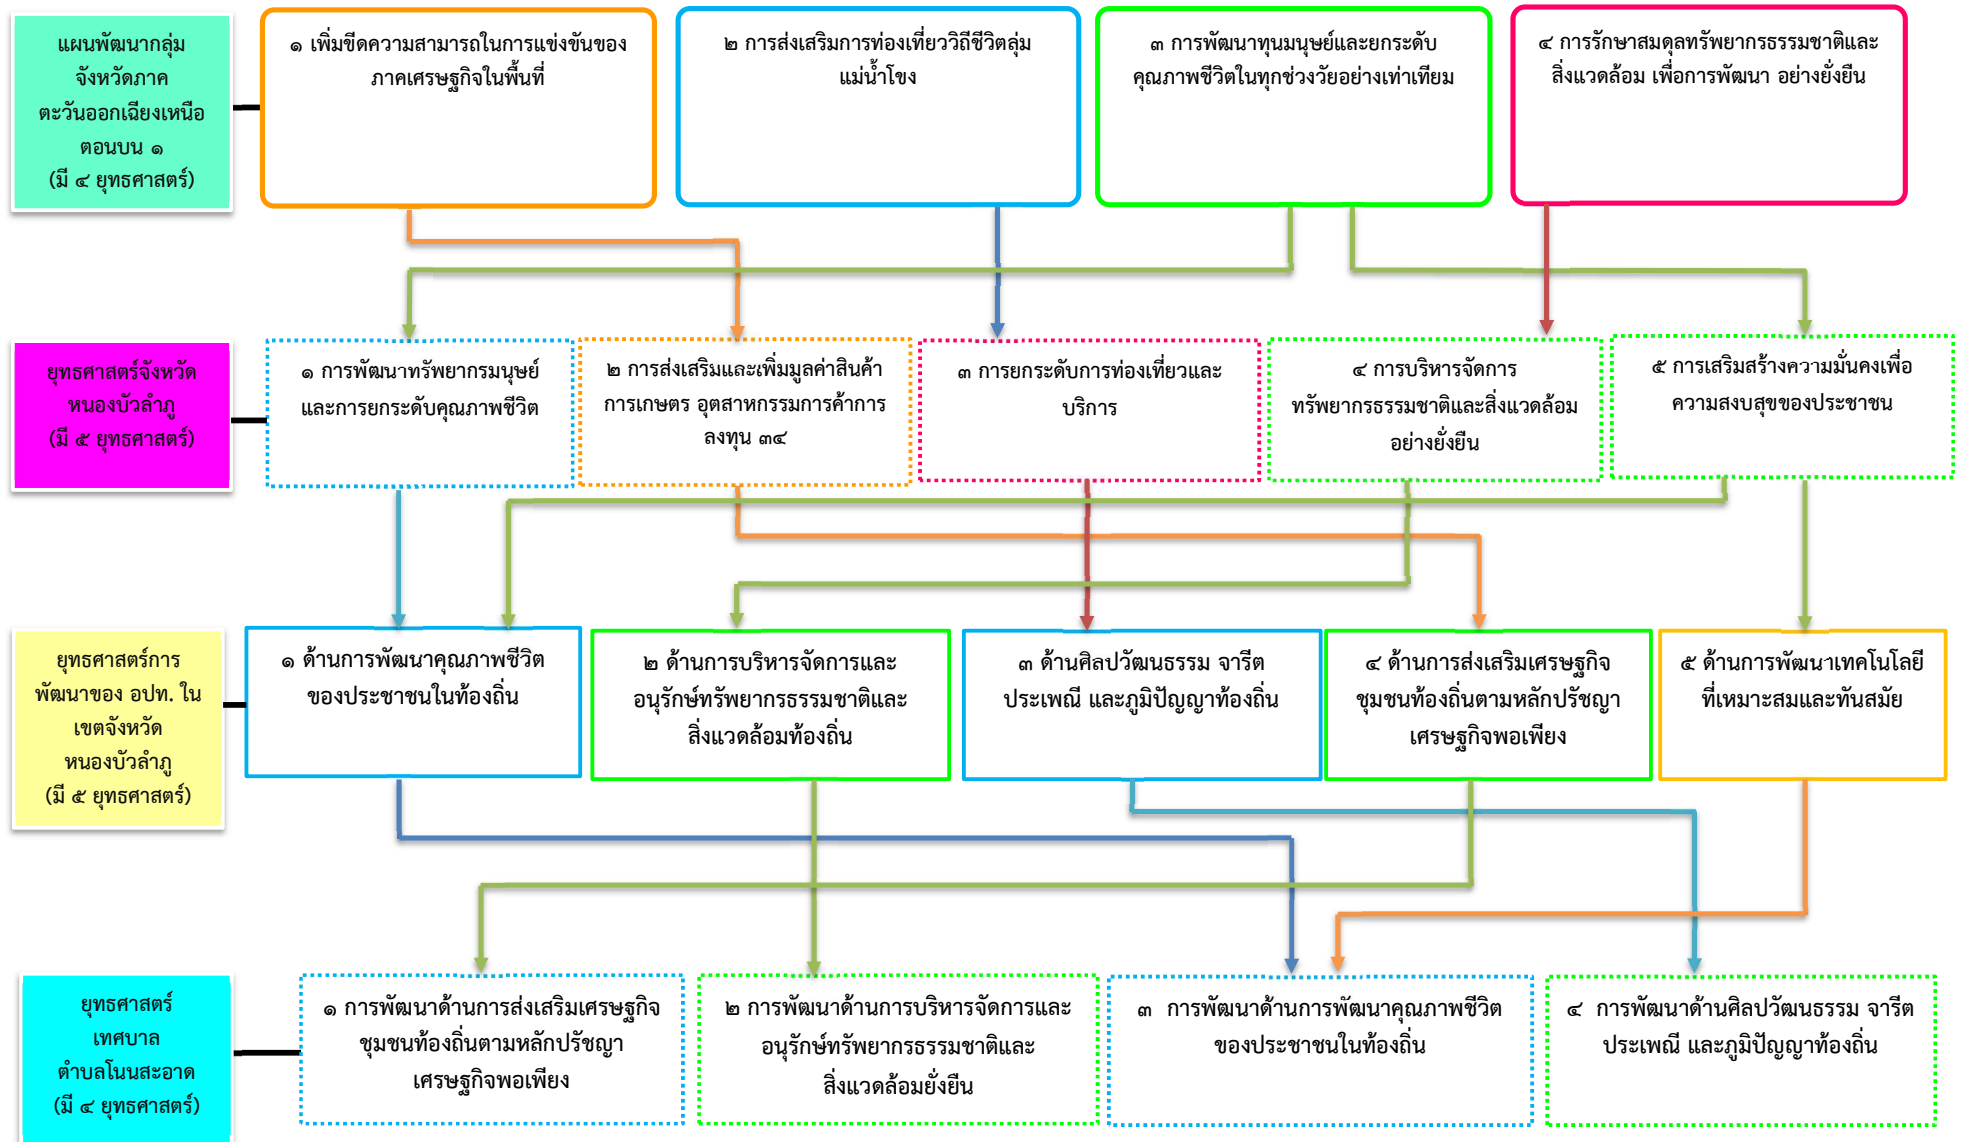 แผนพัฒนากลุ่ม
จังหวัดภาค
ตะวันออกเฉียงเหนือ
ตอนบน ๑
(มี ๔ ยุทธศาสตร์)
๑ เพิ่มขีดความสามารถในการแข่งขันของ
ภาคเศรษฐกิจในพื้นที่
๒ การส่งเสริมการท่องเที่ยววิถีชีวิตลุ่ม
แม่น้ำโขง
๓ การพัฒนาทุนมนุษย์และยกระดับ
คุณภาพชีวิตในทุกช่วงวัยอย่างเท่าเทียม
๔ การรักษาสมดุลทรัพยากรธรรมชาติและ
สิ่งแวดล้อม เพื่อการพัฒนา อย่างยั่งยืน
ยุทธศาสตร์จังหวัด
หนองบัวลำภู
(มี ๕ ยุทธศาสตร์)
๑ การพัฒนาทรัพยากรมนุษย์
และการยกระดับคุณภาพชีวิต
๒ การส่งเสริมและเพิ่มมูลค่าสินค้า
การเกษตร อุตสาหกรรมการค้าการ
ลงทุน ๓๔
๓ การยกระดับการท่องเที่ยวและ
บริการ
๔ การบริหารจัดการ
ทรัพยากรธรรมชาติและสิ่งแวดล้อม
อย่างยั่งยืน
๕ การเสริมสร้างความมั่นคงเพื่อ
ความสงบสุขของประชาชน
ยุทธศาสตร์การ
พัฒนาของ อปท. ใน
เขตจังหวัด
หนองบัวลำภู
(มี ๕ ยุทธศาสตร์)
๑ ด้านการพัฒนาคุณภาพชีวิต
ของประชาชนในท้องถิ่น
๒ ด้านการบริหารจัดการและ
อนุรักษ์ทรัพยากรธรรมชาติและ
สิ่งแวดล้อมท้องถิ่น
๓ ด้านศิลปวัฒนธรรม จารีต
ประเพณี และภูมิปัญญาท้องถิ่น
๔ ด้านการส่งเสริมเศรษฐกิจ
ชุมชนท้องถิ่นตามหลักปรัชญา
เศรษฐกิจพอเพียง
๕ ด้านการพัฒนาเทคโนโลยี
ที่เหมาะสมและทันสมัย
ยุทธศาสตร์
เทศบาล
ตำบลโนนสะอาด
(มี ๔ ยุทธศาสตร์)
๑ การพัฒนาด้านการส่งเสริมเศรษฐกิจ
ชุมชนท้องถิ่นตามหลักปรัชญา
เศรษฐกิจพอเพียง
๒ การพัฒนาด้านการบริหารจัดการและ
อนุรักษ์ทรัพยากรธรรมชาติและ
สิ่งแวดล้อมยั่งยืน
๓ การพัฒนาด้านการพัฒนาคุณภาพชีวิต
ของประชาชนในท้องถิ่น
๔ การพัฒนาด้านศิลปวัฒนธรรม จารีต
ประเพณี และภูมิปัญญาท้องถิ่น